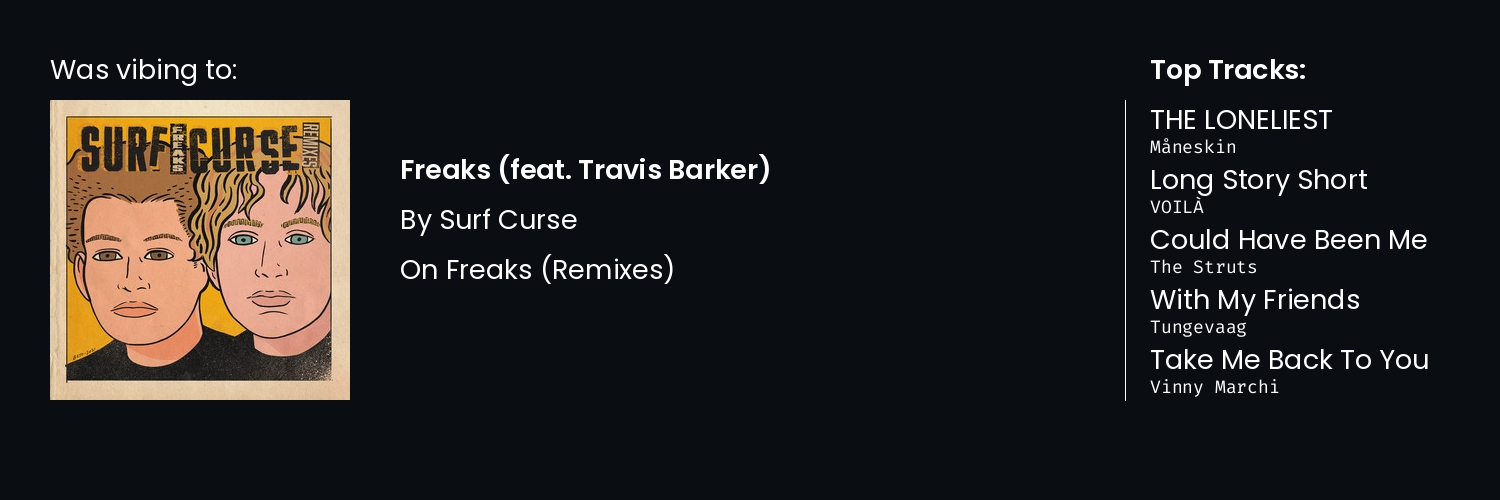 Was vibing to:
SURF FREAKS CURSE REMIXES
Freaks (feat. Travis Barker)
By Surf Curse
On Freaks (Remixes)
Top Tracks:
THE LONELIEST
Måneskin
Long Story Short
VOILÀ
Could Have Been Me
The Struts
With My Friends
Tungevaag
Take Me Back To You
Vinny Marchi